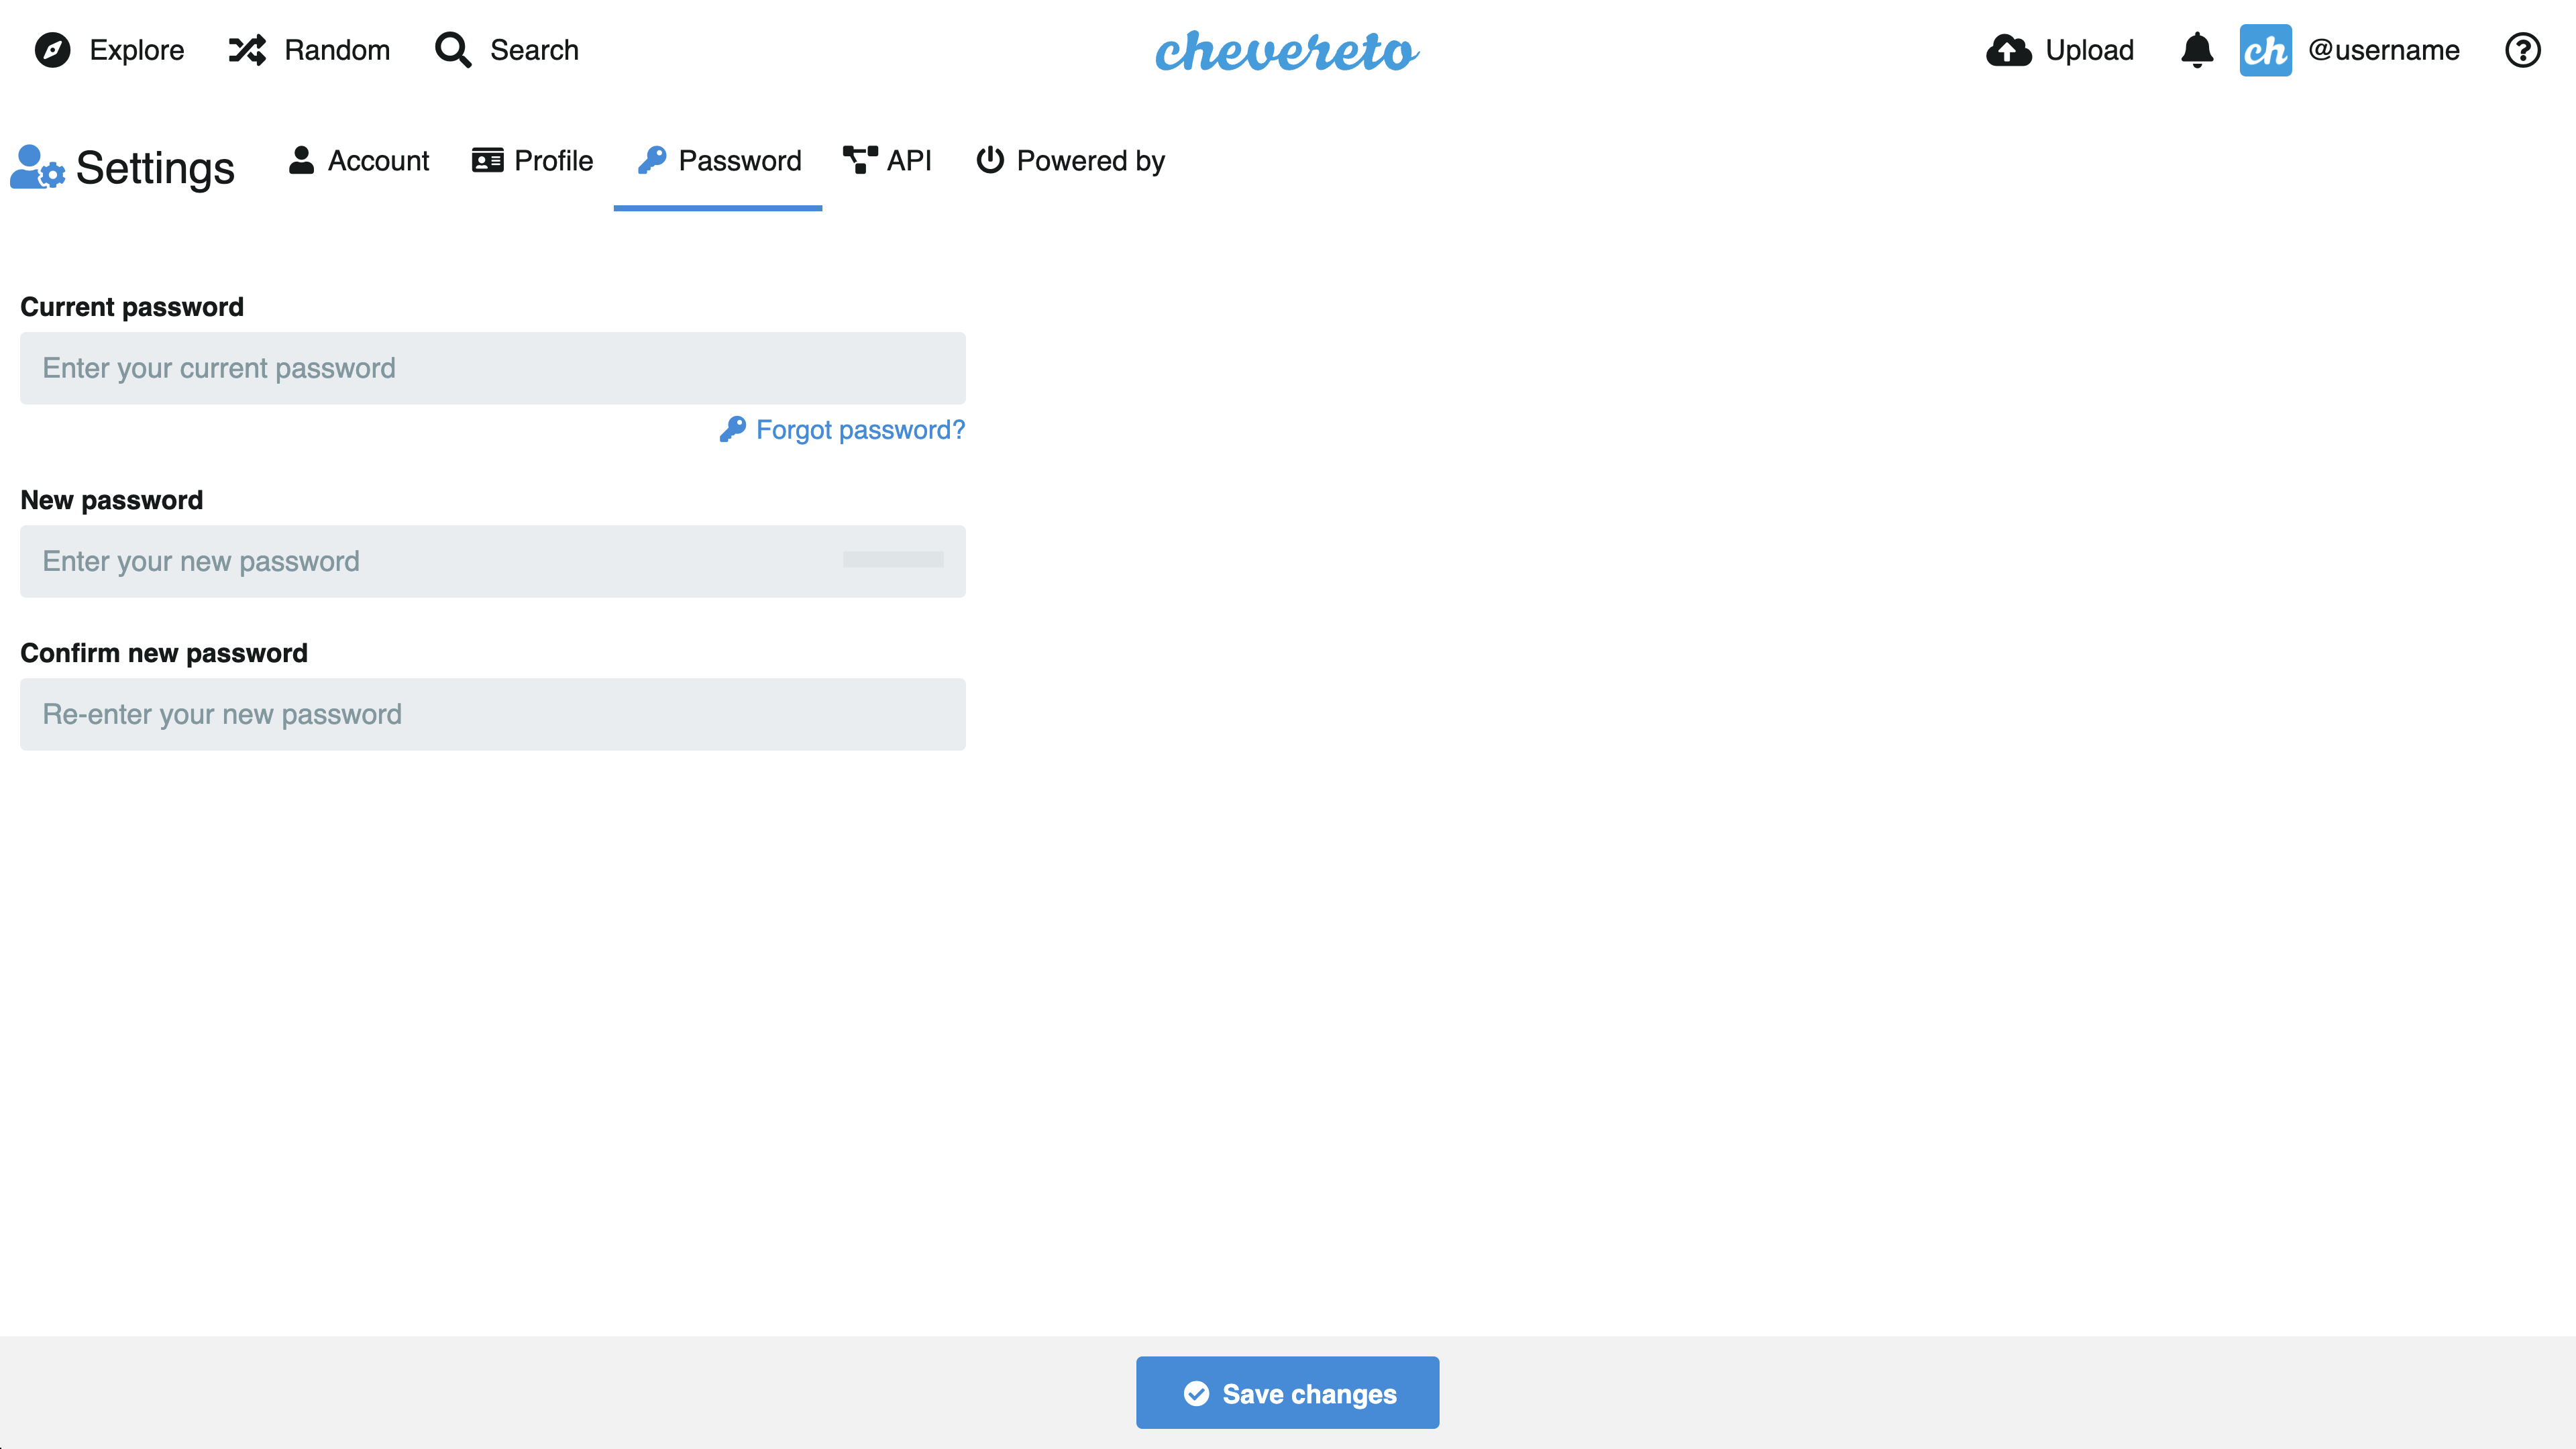 Explore Random Search chevereto Upload ch @username
Settings Account Profile Password API Powered by
Current password
Enter your current password
Forgot password?
New password
Enter your new password
Confirm new password
Re-enter your new password
Save changes